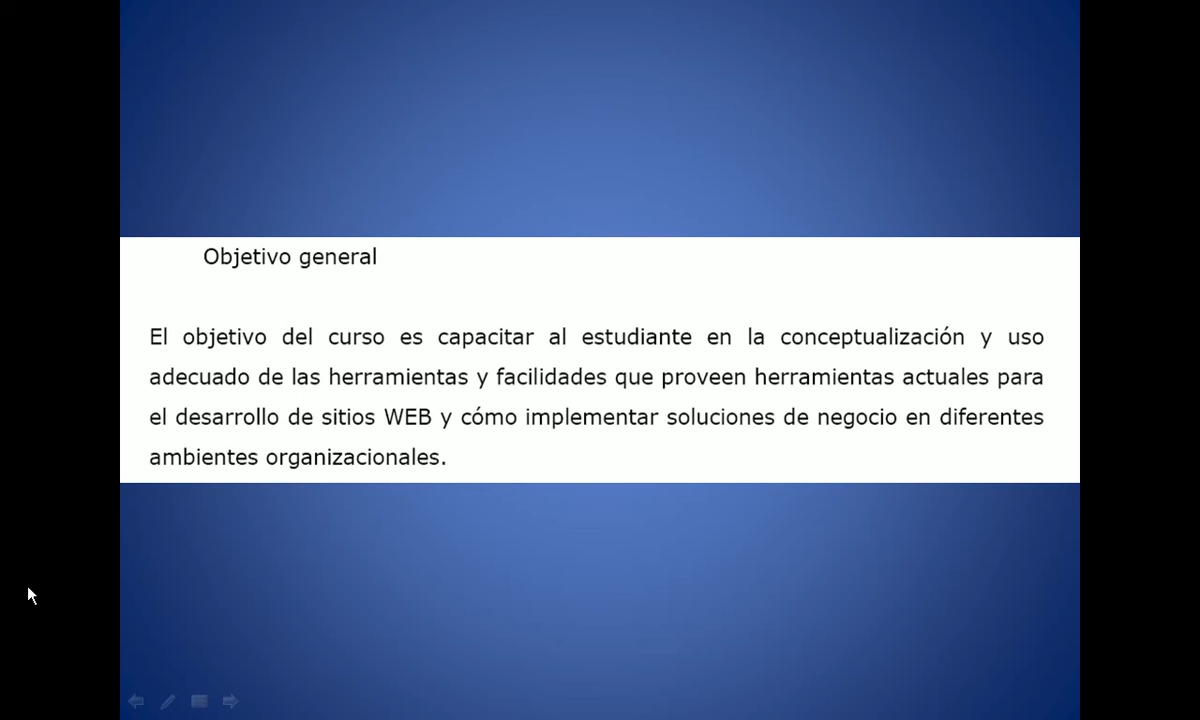 Objetivo general
El objetivo del curso es capacitar al estudiante en la conceptualización y uso
adecuado de las herramientas y facilidades que proveen herramientas actuales para
el desarrollo de sitios WEB y cómo implementar soluciones de negocio en diferentes
ambientes organizacionales.